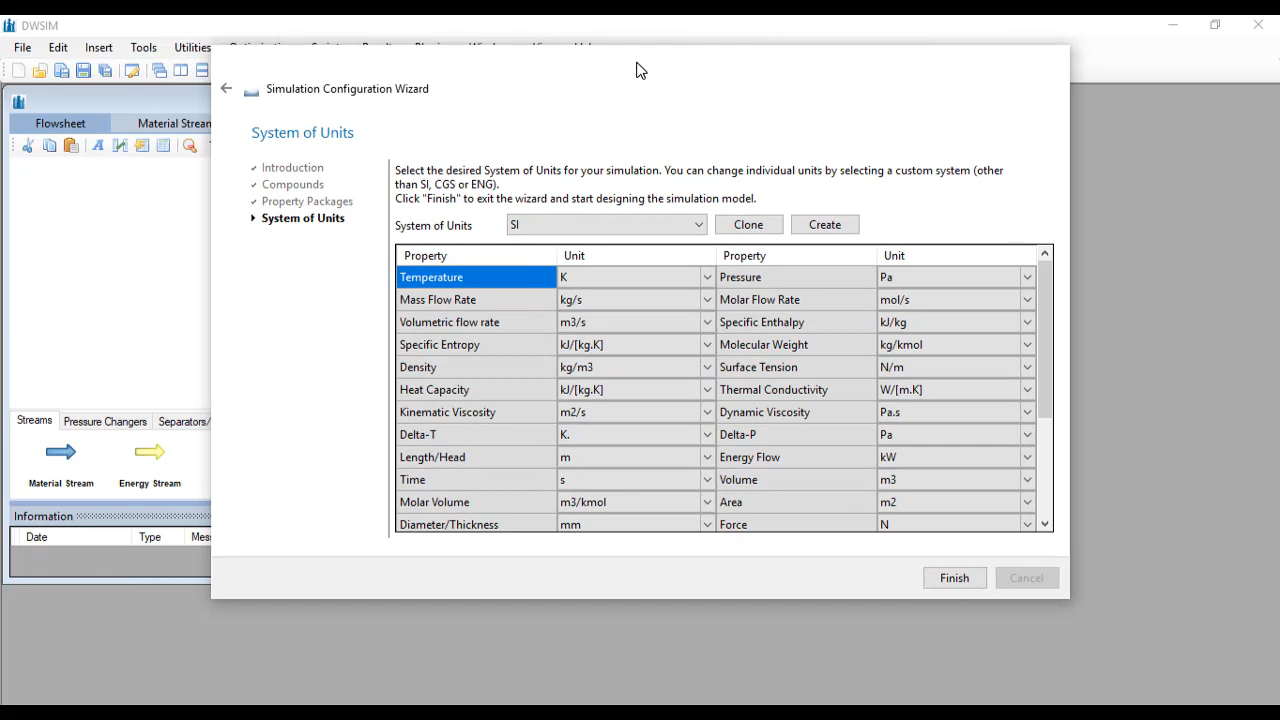 DWSIM
File Edit Insert Tools Utilities
Simulation Configuration Wizard
Flowsheet Material Stream
System of Units
Introduction
Compounds
Property Packages
System of Units
Select the desired System of Units for your simulation. You can change individual units by selecting a custom system (other
than SI, CGS or ENG).
Click "Finish" to exit the wizard and start designing the simulation model.
System of Units SI Clone Create
Property Unit Property Unit
Temperature K Pressure Pa
Mass Flow Rate kg/s Molar Flow Rate mol/s
Volumetric flow rate m3/s Specific Enthalpy kJ/kg
Specific Entropy kJ/[kg.K] Molecular Weight kg/kmol
Density kg/m3 Surface Tension N/m
Heat Capacity kJ/[kg.K] Thermal Conductivity W/[m.K]
Kinematic Viscosity m2/s Dynamic Viscosity Pa.s
Delta-T K. Delta-P Pa
Length/Head m Energy Flow kW
Time s Volume m3
Molar Volume m3/kmol Area m2
Diameter/Thickness mm Force N
Streams Pressure Changers Separators/
Material Stream Energy Stream
Information
Date Type Mes
Finish Cancel